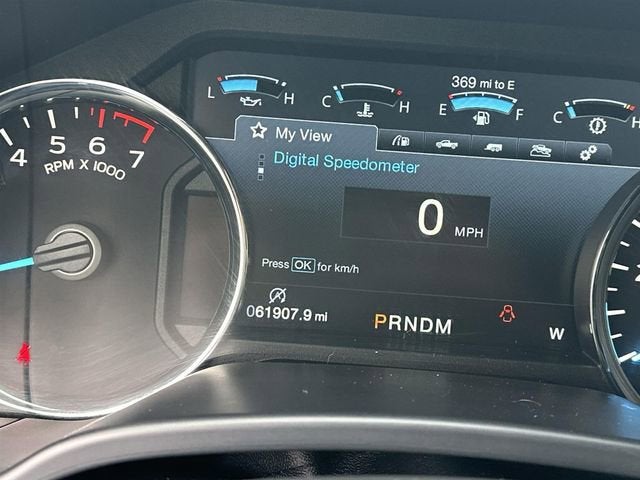 369 mi to E
L H C H E F C H
My View
Digital Speedometer
0 MPH
Press OK for km/h
061907.9 mi
PRNDM
W
4 5 6 7
RPM X 1000